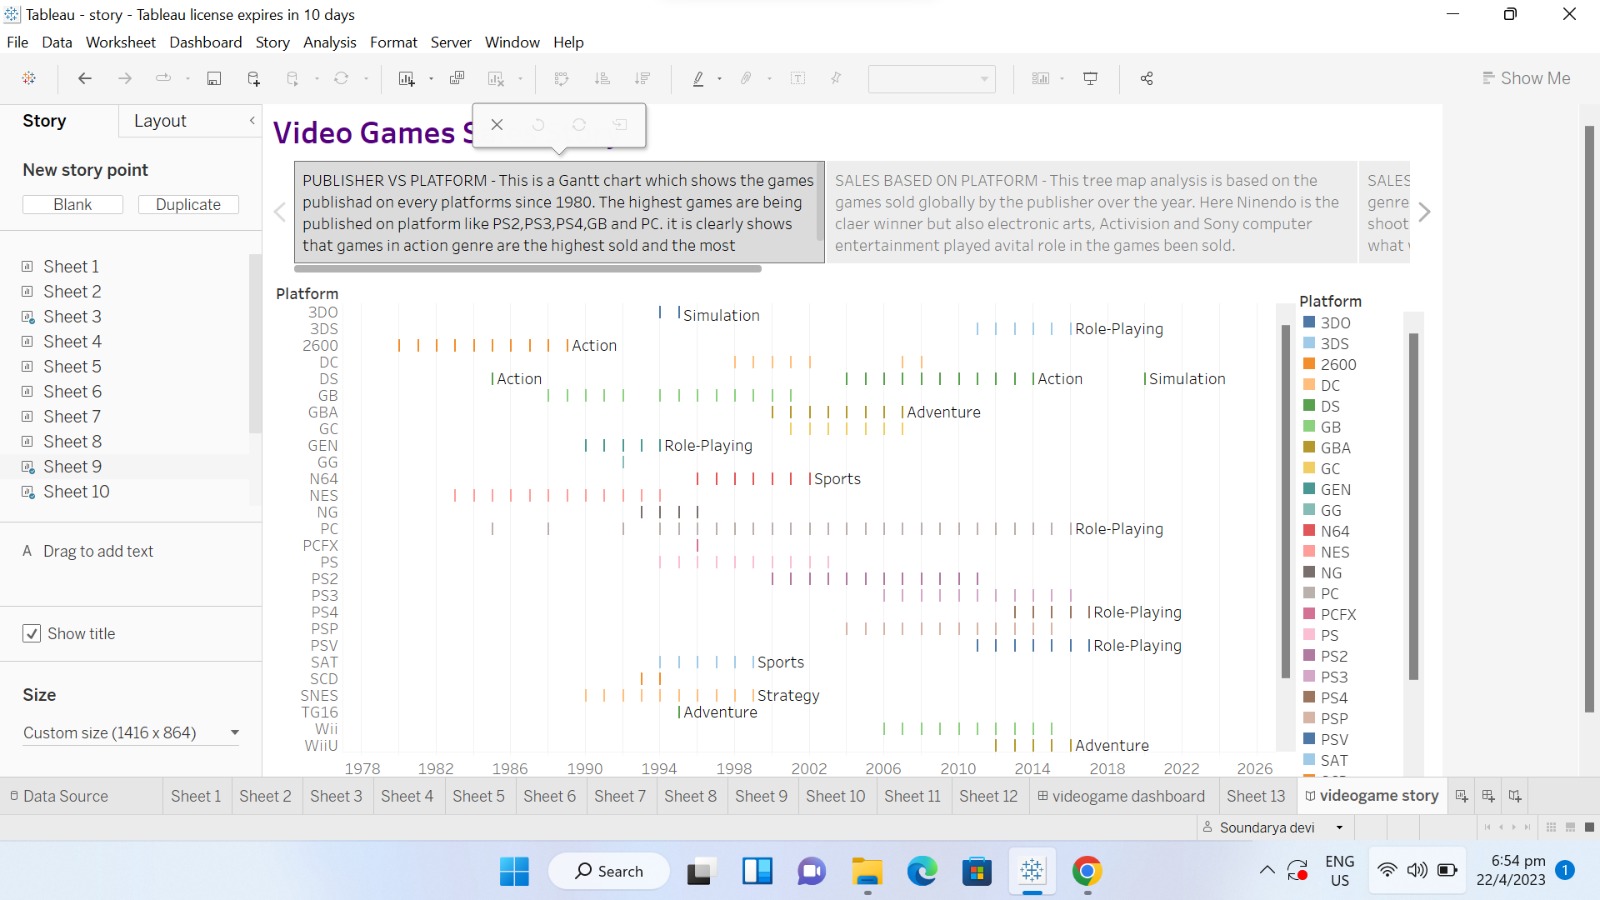 Tableau - story - Tableau license expires in 10 days
File Data Worksheet Dashboard Story Analysis Format Server Window Help
Show Me
Story Layout
New story point
Blank Duplicate
Sheet 1
Sheet 2
Sheet 3
Sheet 4
Sheet 5
Sheet 6
Sheet 7
Sheet 8
Sheet 9
Sheet 10
A Drag to add text
Show title
Size
Custom size (1416 x 864)
Video Games S
PUBLISHER VS PLATFORM - This is a Gantt chart which shows the games
publishad on every platforms since 1980. The highest games are being
published on platform like PS2,PS3,PS4,GB and PC. it is clearly shows
that games in action genre are the highest sold and the most
SALES BASED ON PLATFORM - This tree map analysis is based on the
games sold globally by the publisher over the year. Here Ninendo is the
claer winner but also electronic arts, Activision and Sony computer
entertainment played avital role in the games been sold.
SALES
genre
shoot
what
Platform
3DO Simulation
3DS Role-Playing
2600 Action
DC
DS Action Action Simulation
GB
GBA Adventure
GC
GEN Role-Playing
GG
N64 Sports
NES
NG
PC Role-Playing
PCFX
PS
PS2
PS3
PS4 Role-Playing
PSP
PSV Role-Playing
SAT Sports
SCD
SNES Strategy
TG16 Adventure
Wii
WiiU Adventure
1978 1982 1986 1990 1994 1998 2002 2006 2010 2014 2018 2022 2026
Platform
3DO
3DS
2600
DC
DS
GB
GBA
GC
GEN
GG
N64
NES
NG
PC
PCFX
PS
PS2
PS3
PS4
PSP
PSV
SAT
Data Source Sheet 1 Sheet 2 Sheet 3 Sheet 4 Sheet 5 Sheet 6 Sheet 7 Sheet 8 Sheet 9 Sheet 10 Sheet 11 Sheet 12 videogame dashboard Sheet 13 videogame story
Soundarya devi
Search
ENG
US
6:54 pm
22/4/2023
1